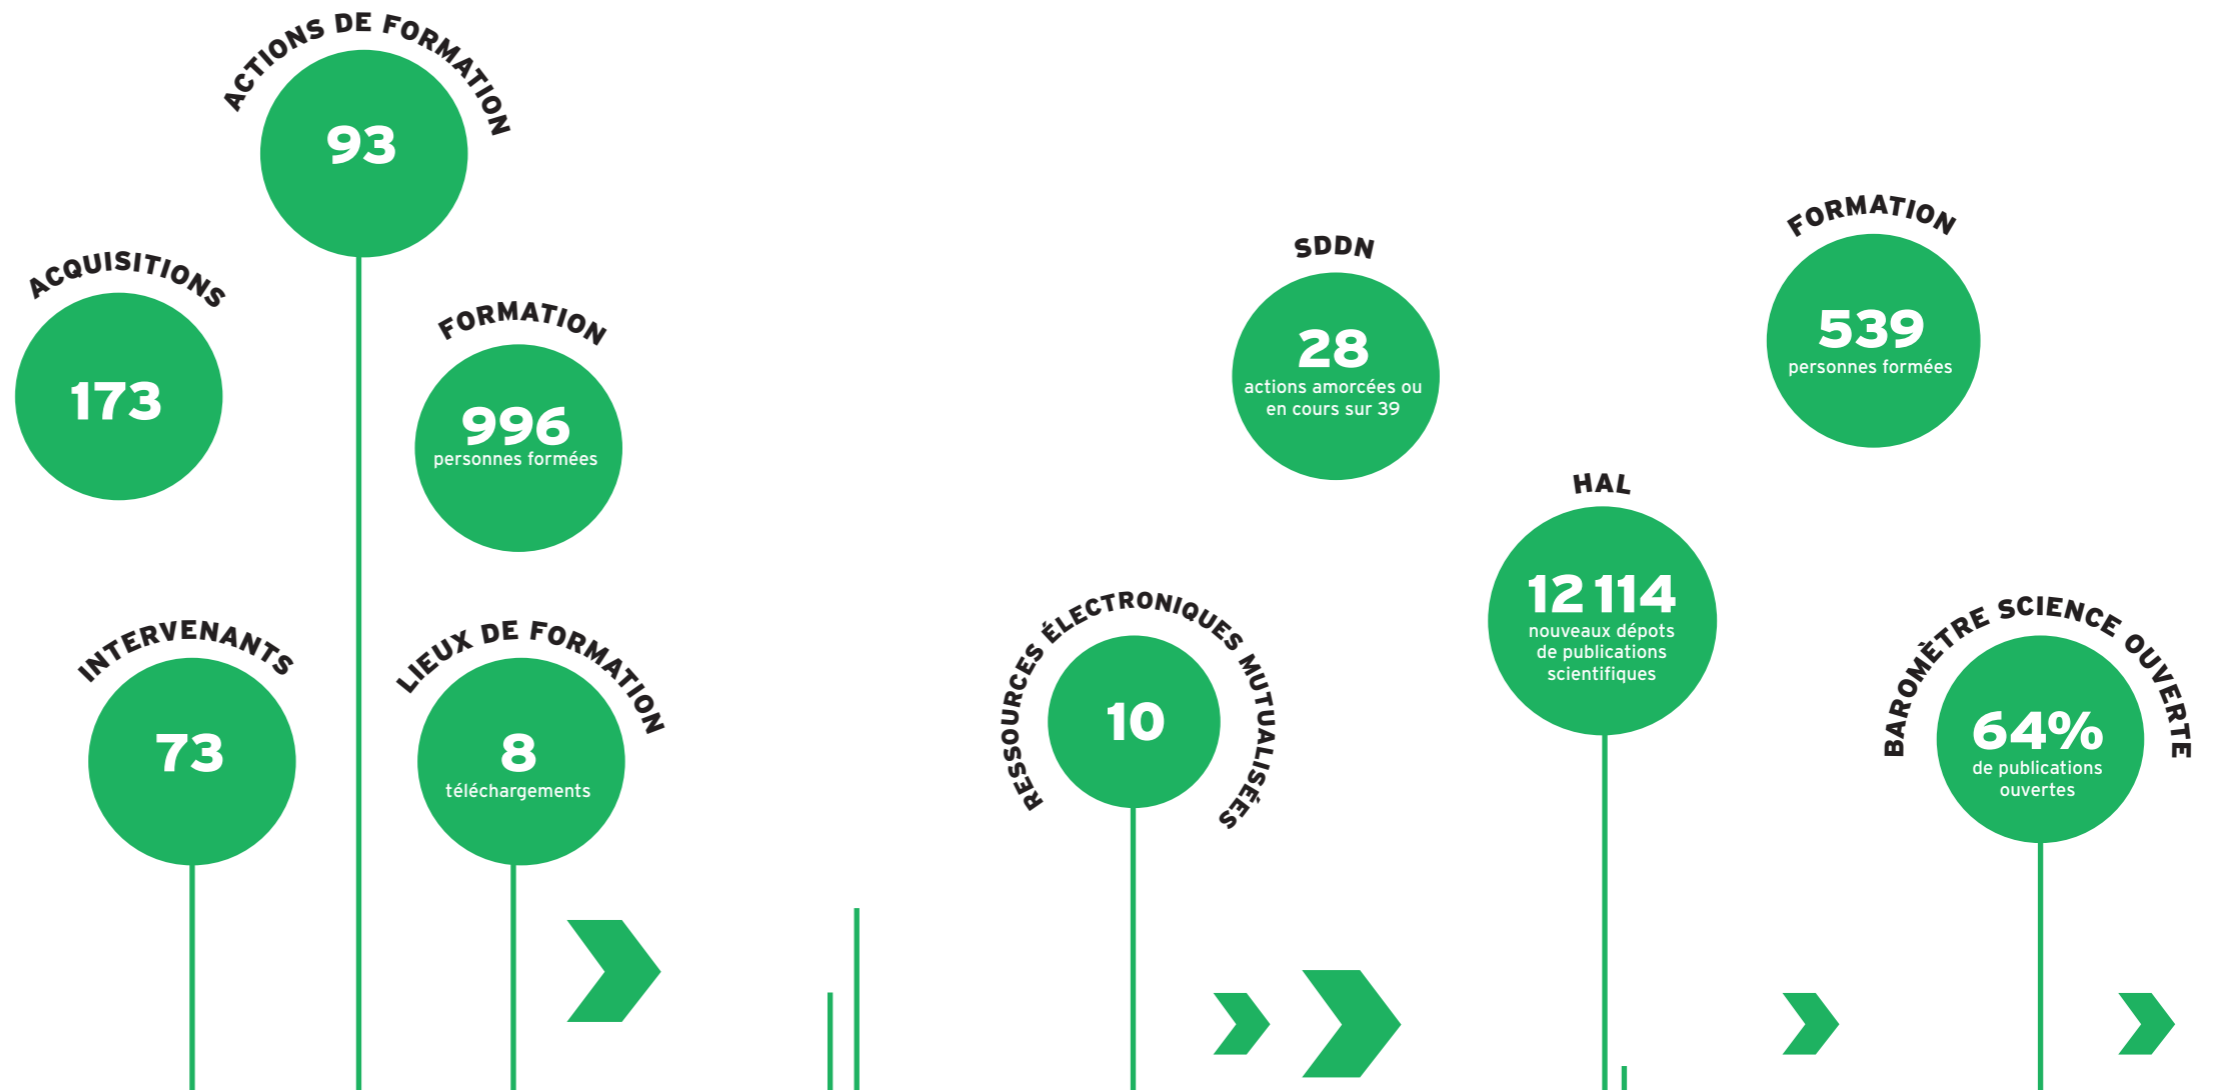 ACTIONS DE FORMATION
93
ACQUISITIONS
173
FORMATION
996
personnes formées
INTERVENANTS
73
LIEUX DE FORMATION
8
téléchargements
SDDN
28
actions amorcées ou
en cours sur 39
FORMATION
539
personnes formées
HAL
12 114
nouveaux dépots
de publications
scientifiques
RESSOURCES ÉLECTRONIQUES MUTUALISÉES
10
BAROMÈTRE SCIENCE OUVERTE
64%
de publications
ouvertes